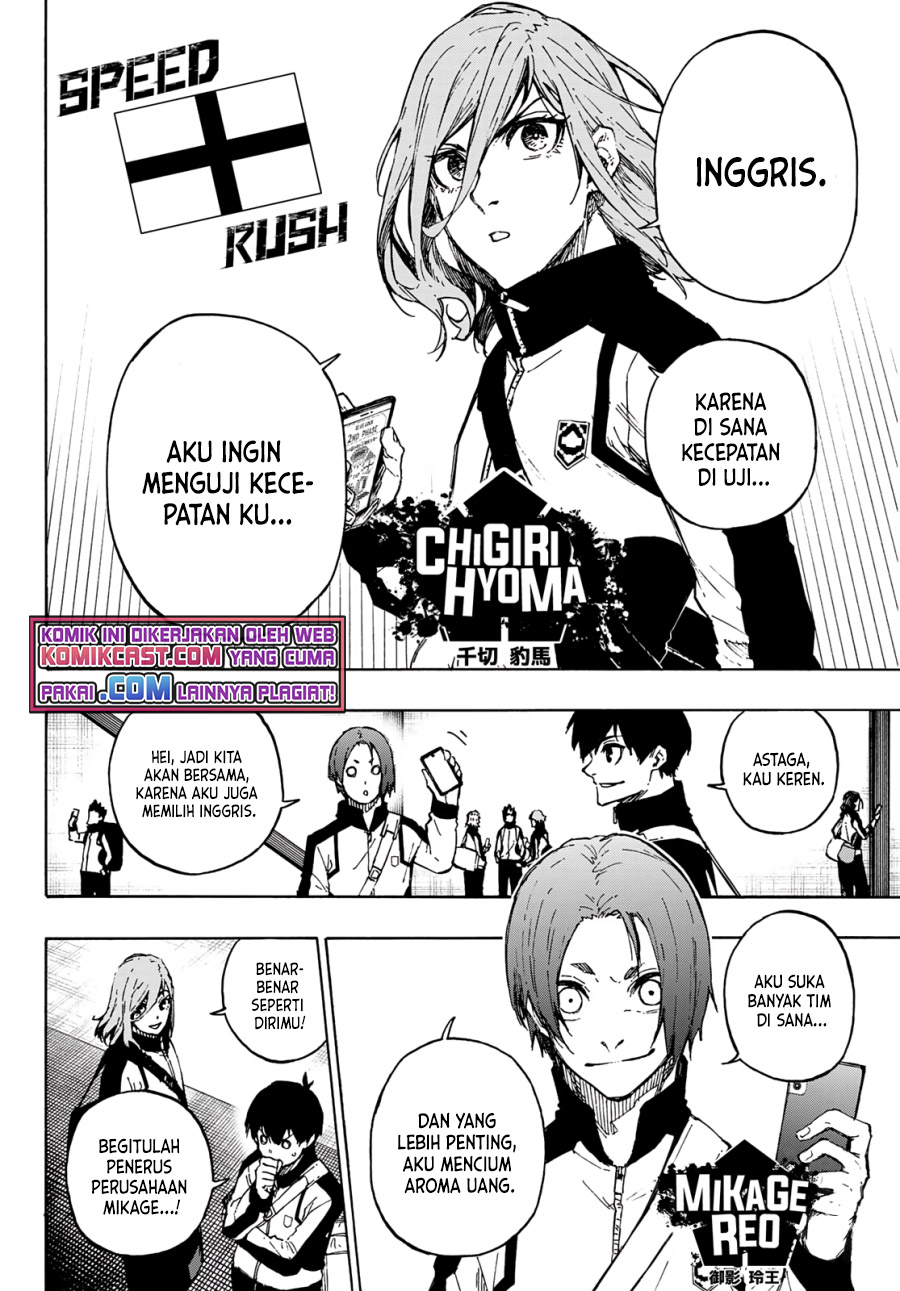 SPEED
RUSH
INGGRIS.
KARENA
DI SANA
KECEPATAN
DI UJI...
AKU INGIN
MENGUJI KECE-
PATAN KU...
2ND PHASE
CHIGIRI
HYOMA
千切 豹馬
KOMIK INI DIKERJAKAN OLEH WEB
KOMIKCAST.COM YANG CUMA
PAKAI .COM LAINNYA PLAGIAT!
ASTAGA,
KAU KEREN.
HEI, JADI KITA
AKAN BERSAMA,
KARENA AKU JUGA
MEMILIH INGGRIS.
AKU SUKA
BANYAK TIM
DI SANA...
DAN YANG
LEBIH PENTING,
AKU MENCIUM
AROMA UANG.
MIKAGE
REO
御影 玲王
BENAR-
BENAR
SEPERTI
DIRIMU!
BEGITULAH
PENERUS
PERUSAHAAN
MIKAGE...!